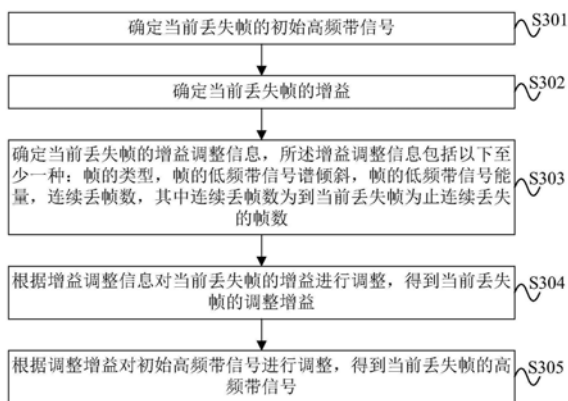 确定当前丢失帧的初始高频带信号
S301
确定当前丢失帧的增益
S302
确定当前丢失帧的增益调整信息，所述增益调整信息包括以下至
少一种：帧的类型，帧的低频带信号谱倾斜，帧的低频带信号能
量，连续丢帧数，其中连续丢帧数为到当前丢失帧为止连续丢失
的帧数
S303
根据增益调整信息对当前丢失帧的增益进行调整，得到当前丢失
帧的调整增益
S304
根据调整增益对初始高频带信号进行调整，得到当前丢失帧的高
频带信号
S305